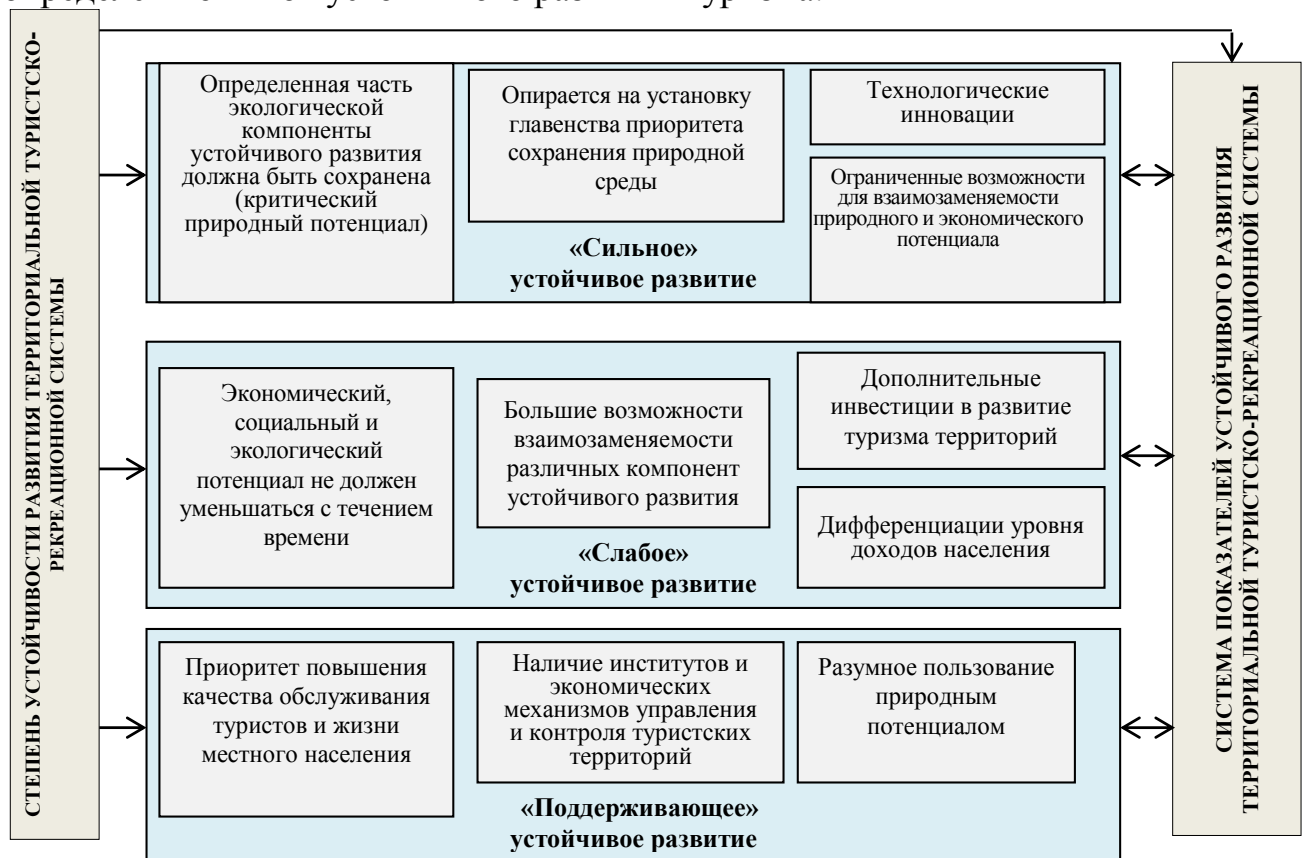 СТЕПЕНЬ УСТОЙЧИВОСТИ РАЗВИТИЯ ТЕРРИТОРИАЛЬНОЙ ТУРИСТСКО-
РЕКРЕАЦИОННОЙ СИСТЕМЫ
Определенная часть
экологической
компоненты
устойчивого развития
должна быть сохранена
(критический
природный потенциал)
Опирается на установку
главенства приоритета
сохранения природной
среды
Технологические
инновации
Ограниченные возможности
для взаимозаменяемости
природного и экономического
потенциала
«Сильное»
устойчивое развитие
Экономический,
социальный и
экологический
потенциал не должен
уменьшаться с течением
времени
Большие возможности
взаимозаменяемости
различных компонент
устойчивого развития
Дополнительные
инвестиции в развитие
туризма территорий
Дифференциации уровня
доходов населения
«Слабое»
устойчивое развитие
Приоритет повышения
качества обслуживания
туристов и жизни
местного населения
Наличие институтов и
экономических
механизмов управления
и контроля туристских
территорий
Разумное пользование
природным
потенциалом
«Поддерживающее»
устойчивое развитие
СИСТЕМА ПОКАЗАТЕЛЕЙ УСТОЙЧИВОГО РАЗВИТИЯ
ТЕРРИТОРИАЛЬНОЙ ТУРИСТСКО-РЕКРЕАЦИОННОЙ СИСТЕМЫ